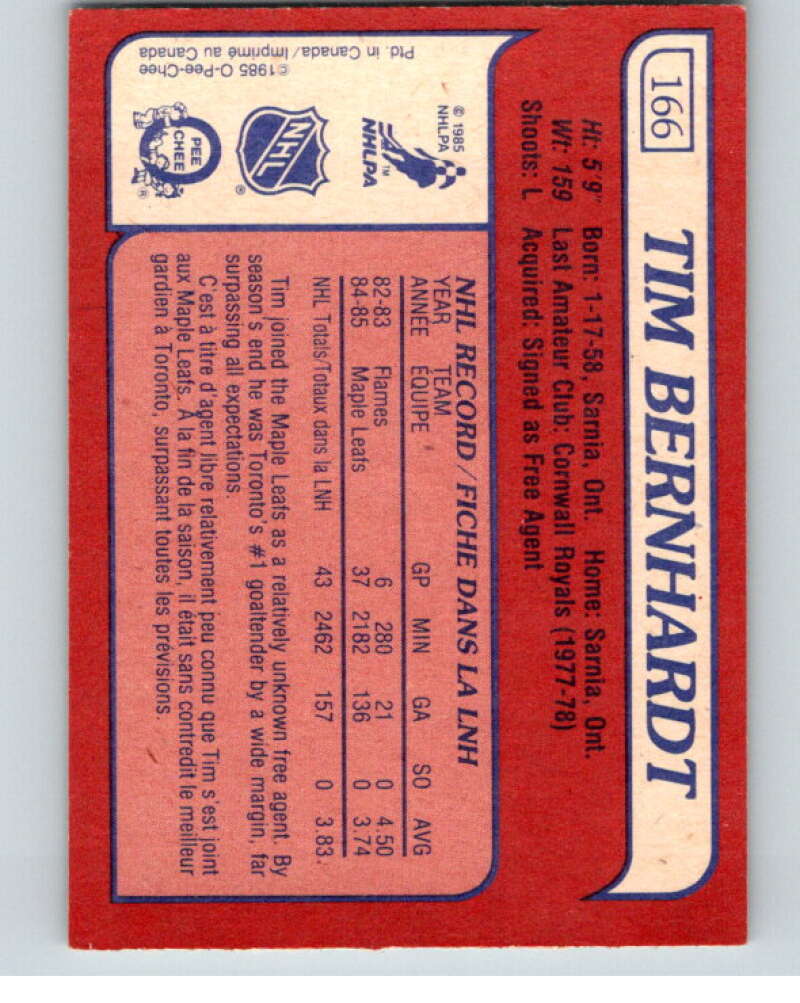 166
TIM BERNHARDT
Ht: 5'9" Born: 1-17-58, Sarnia, Ont. Home: Sarnia, Ont.
Wt: 159 Last Amateur Club: Cornwall Royals (1977-78)
Shoots: L Acquired: Signed as Free Agent
© 1985
NHLPA
NHLPA
TM
NHL
®
O
PEE
CHEE
®
©1985 O-Pee-Chee
Ptd. in Canada/Imprimé au Canada
NHL RECORD/FICHE DANS LA LNH
YEAR TEAM
ANNÉE ÉQUIPE GP MIN GA SO AVG
82-83 Flames 6 280 21 0 4.50
84-85 Maple Leafs 37 2182 136 0 3.74
NHL Totals/Totaux dans la LNH 43 2462 157 0 3.83
Tim joined the Maple Leafs as a relatively unknown free agent. By
season's end he was Toronto's #1 goaltender by a wide margin, far
surpassing all expectations.
C'est à titre d'agent libre relativement peu connu que Tim s'est joint
aux Maple Leafs. À la fin de la saison, il était sans contredit le meilleur
gardien à Toronto, surpassant toutes les prévisions.